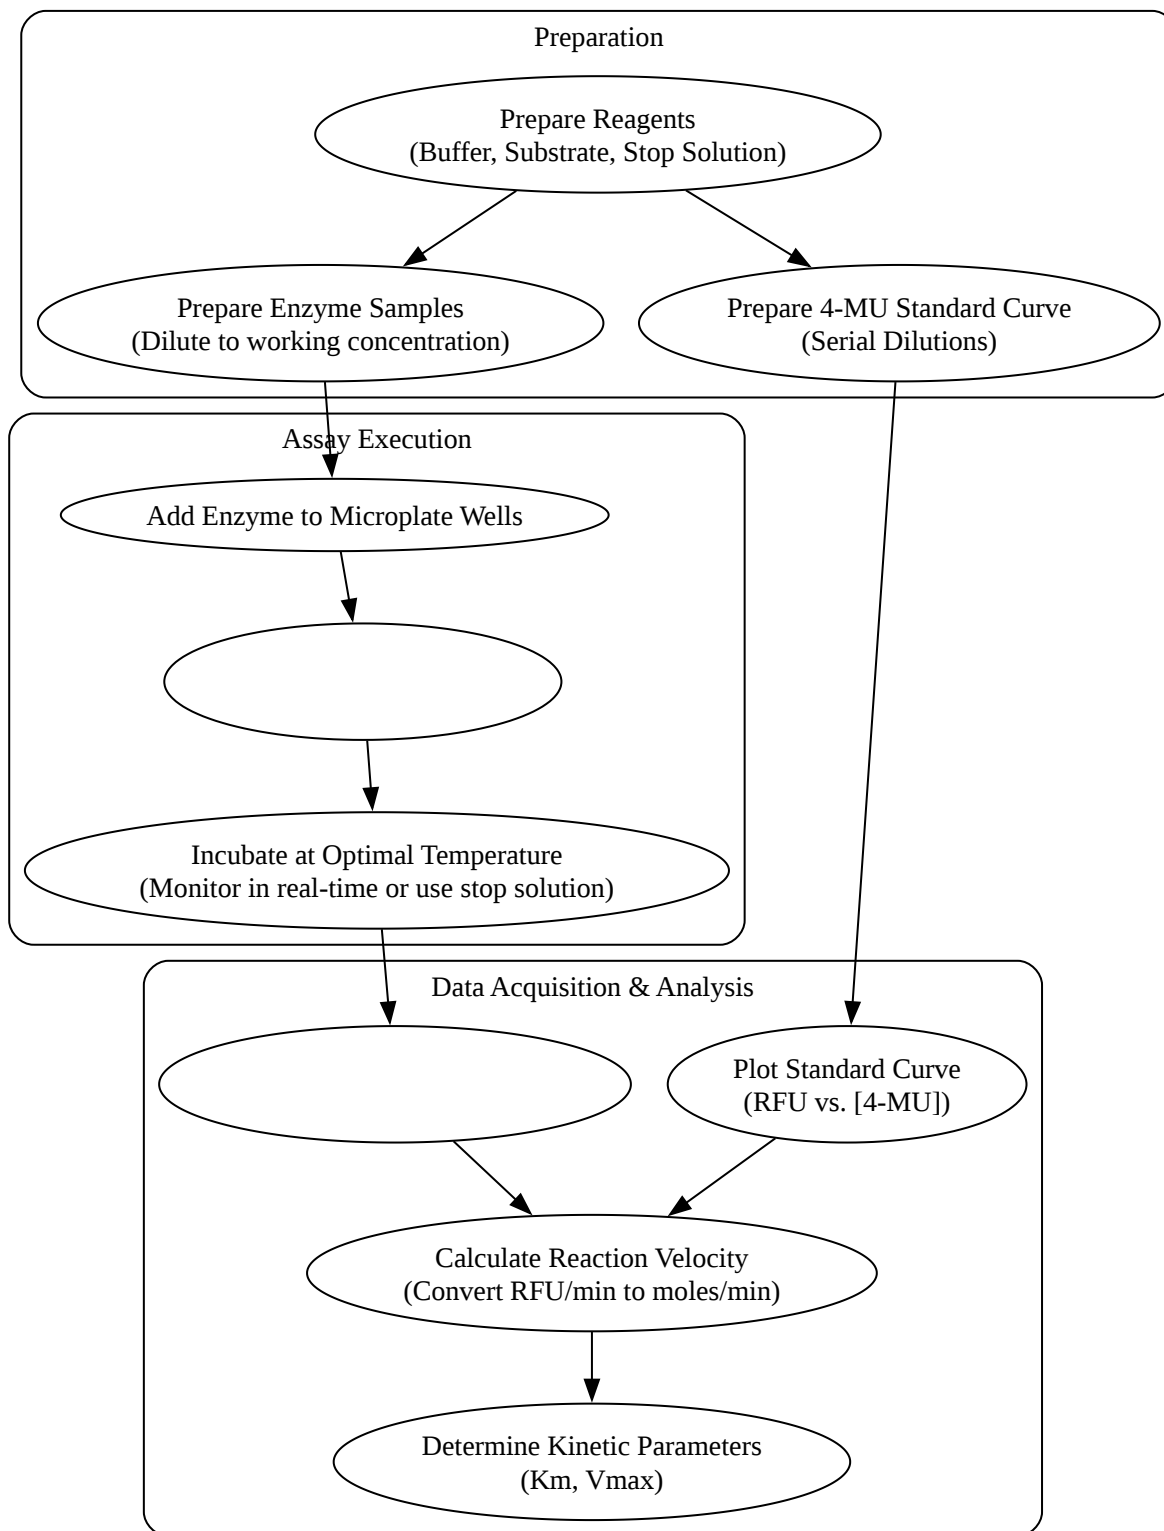 Preparation
Prepare Reagents
(Buffer, Substrate, Stop Solution)
Prepare Enzyme Samples
(Dilute to working concentration)
Prepare 4-MU Standard Curve
(Serial Dilutions)
Assay Execution
Add Enzyme to Microplate Wells
Incubate at Optimal Temperature
(Monitor in real-time or use stop solution)
Data Acquisition & Analysis
Plot Standard Curve
(RFU vs. [4-MU])
Calculate Reaction Velocity
(Convert RFU/min to moles/min)
Determine Kinetic Parameters
(Km, Vmax)